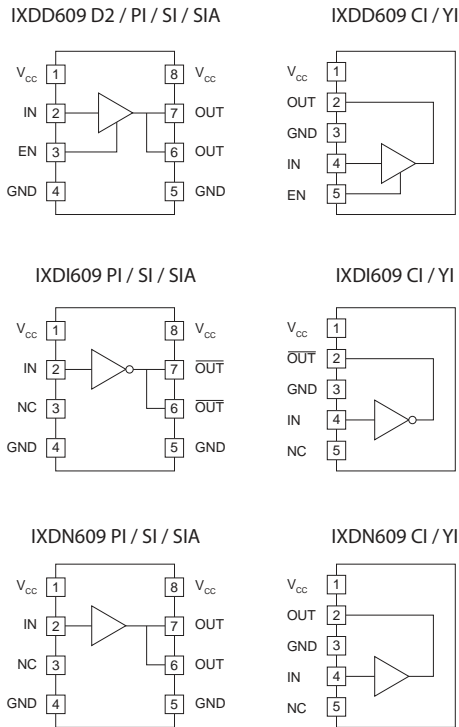 IXDD609 D2 / PI / SI / SIA
VCC 1 8 VCC
IN 2 7 OUT
EN 3 6 OUT
GND 4 5 GND
IXDD609 CI / YI
VCC 1
OUT 2
GND 3
IN 4
EN 5
IXDI609 PI / SI / SIA
VCC 1 8 VCC
IN 2 7 O̅U̅T̅
NC 3 6 O̅U̅T̅
GND 4 5 GND
IXDI609 CI / YI
VCC 1
O̅U̅T̅ 2
GND 3
IN 4
NC 5
IXDN609 PI / SI / SIA
VCC 1 8 VCC
IN 2 7 OUT
NC 3 6 OUT
GND 4 5 GND
IXDN609 CI / YI
VCC 1
OUT 2
GND 3
IN 4
NC 5